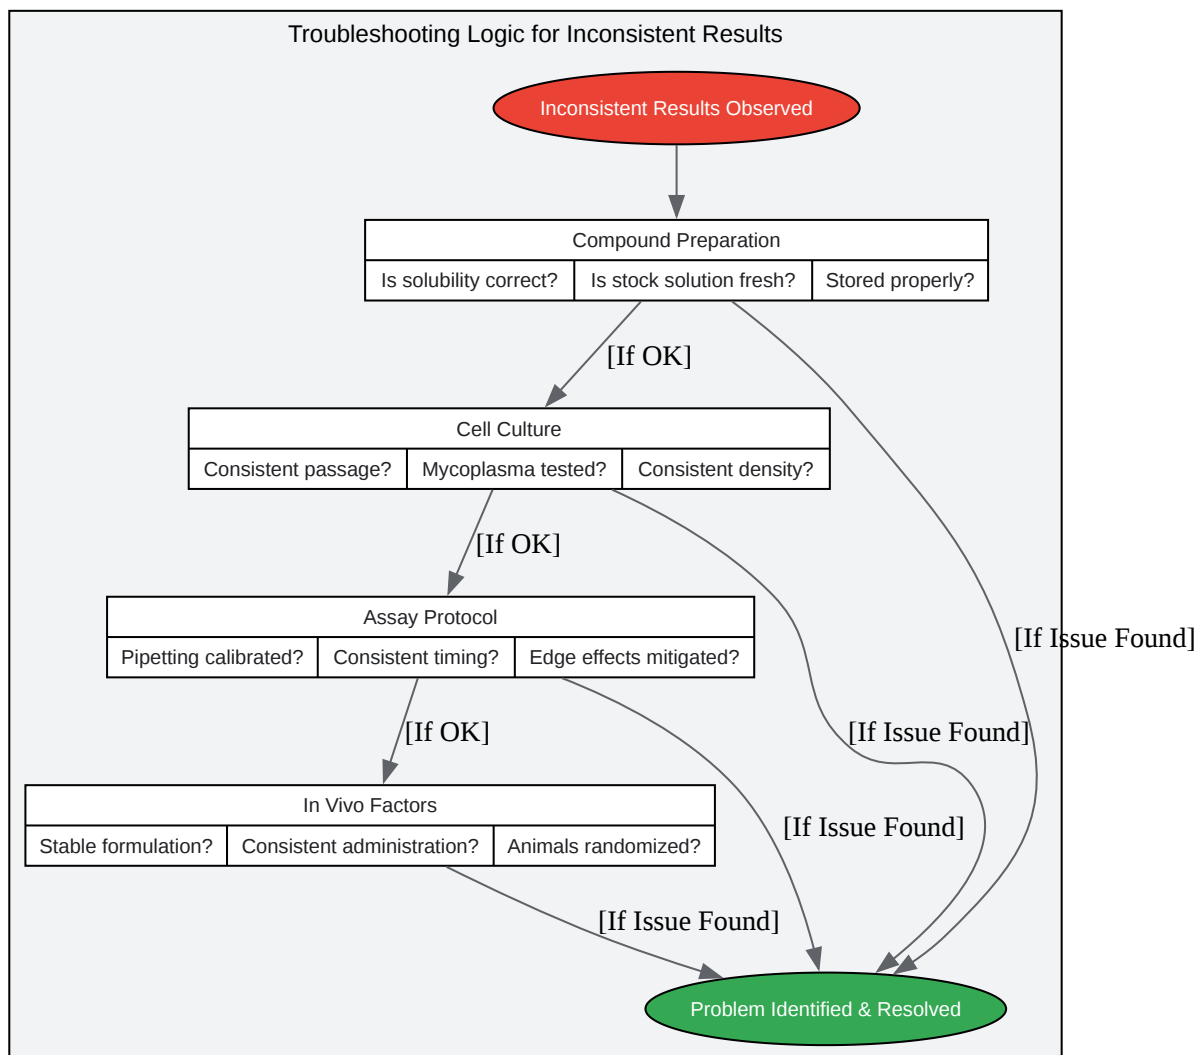 Troubleshooting Logic for Inconsistent Results
Inconsistent Results Observed
Compound Preparation
Is solubility correct?
Is stock solution fresh?
Stored properly?
[If OK]
Cell Culture
Consistent passage?
Mycoplasma tested?
Consistent density?
[If OK]
Assay Protocol
[If Issue Found]
Pipetting calibrated?
Consistent timing?
Edge effects mitigated?
[If OK]
[If Issue Found]
In Vivo Factors
[If Issue Found]
Stable formulation?
Consistent administration?
Animals randomized?
[If Issue Found]
Problem Identified & Resolved